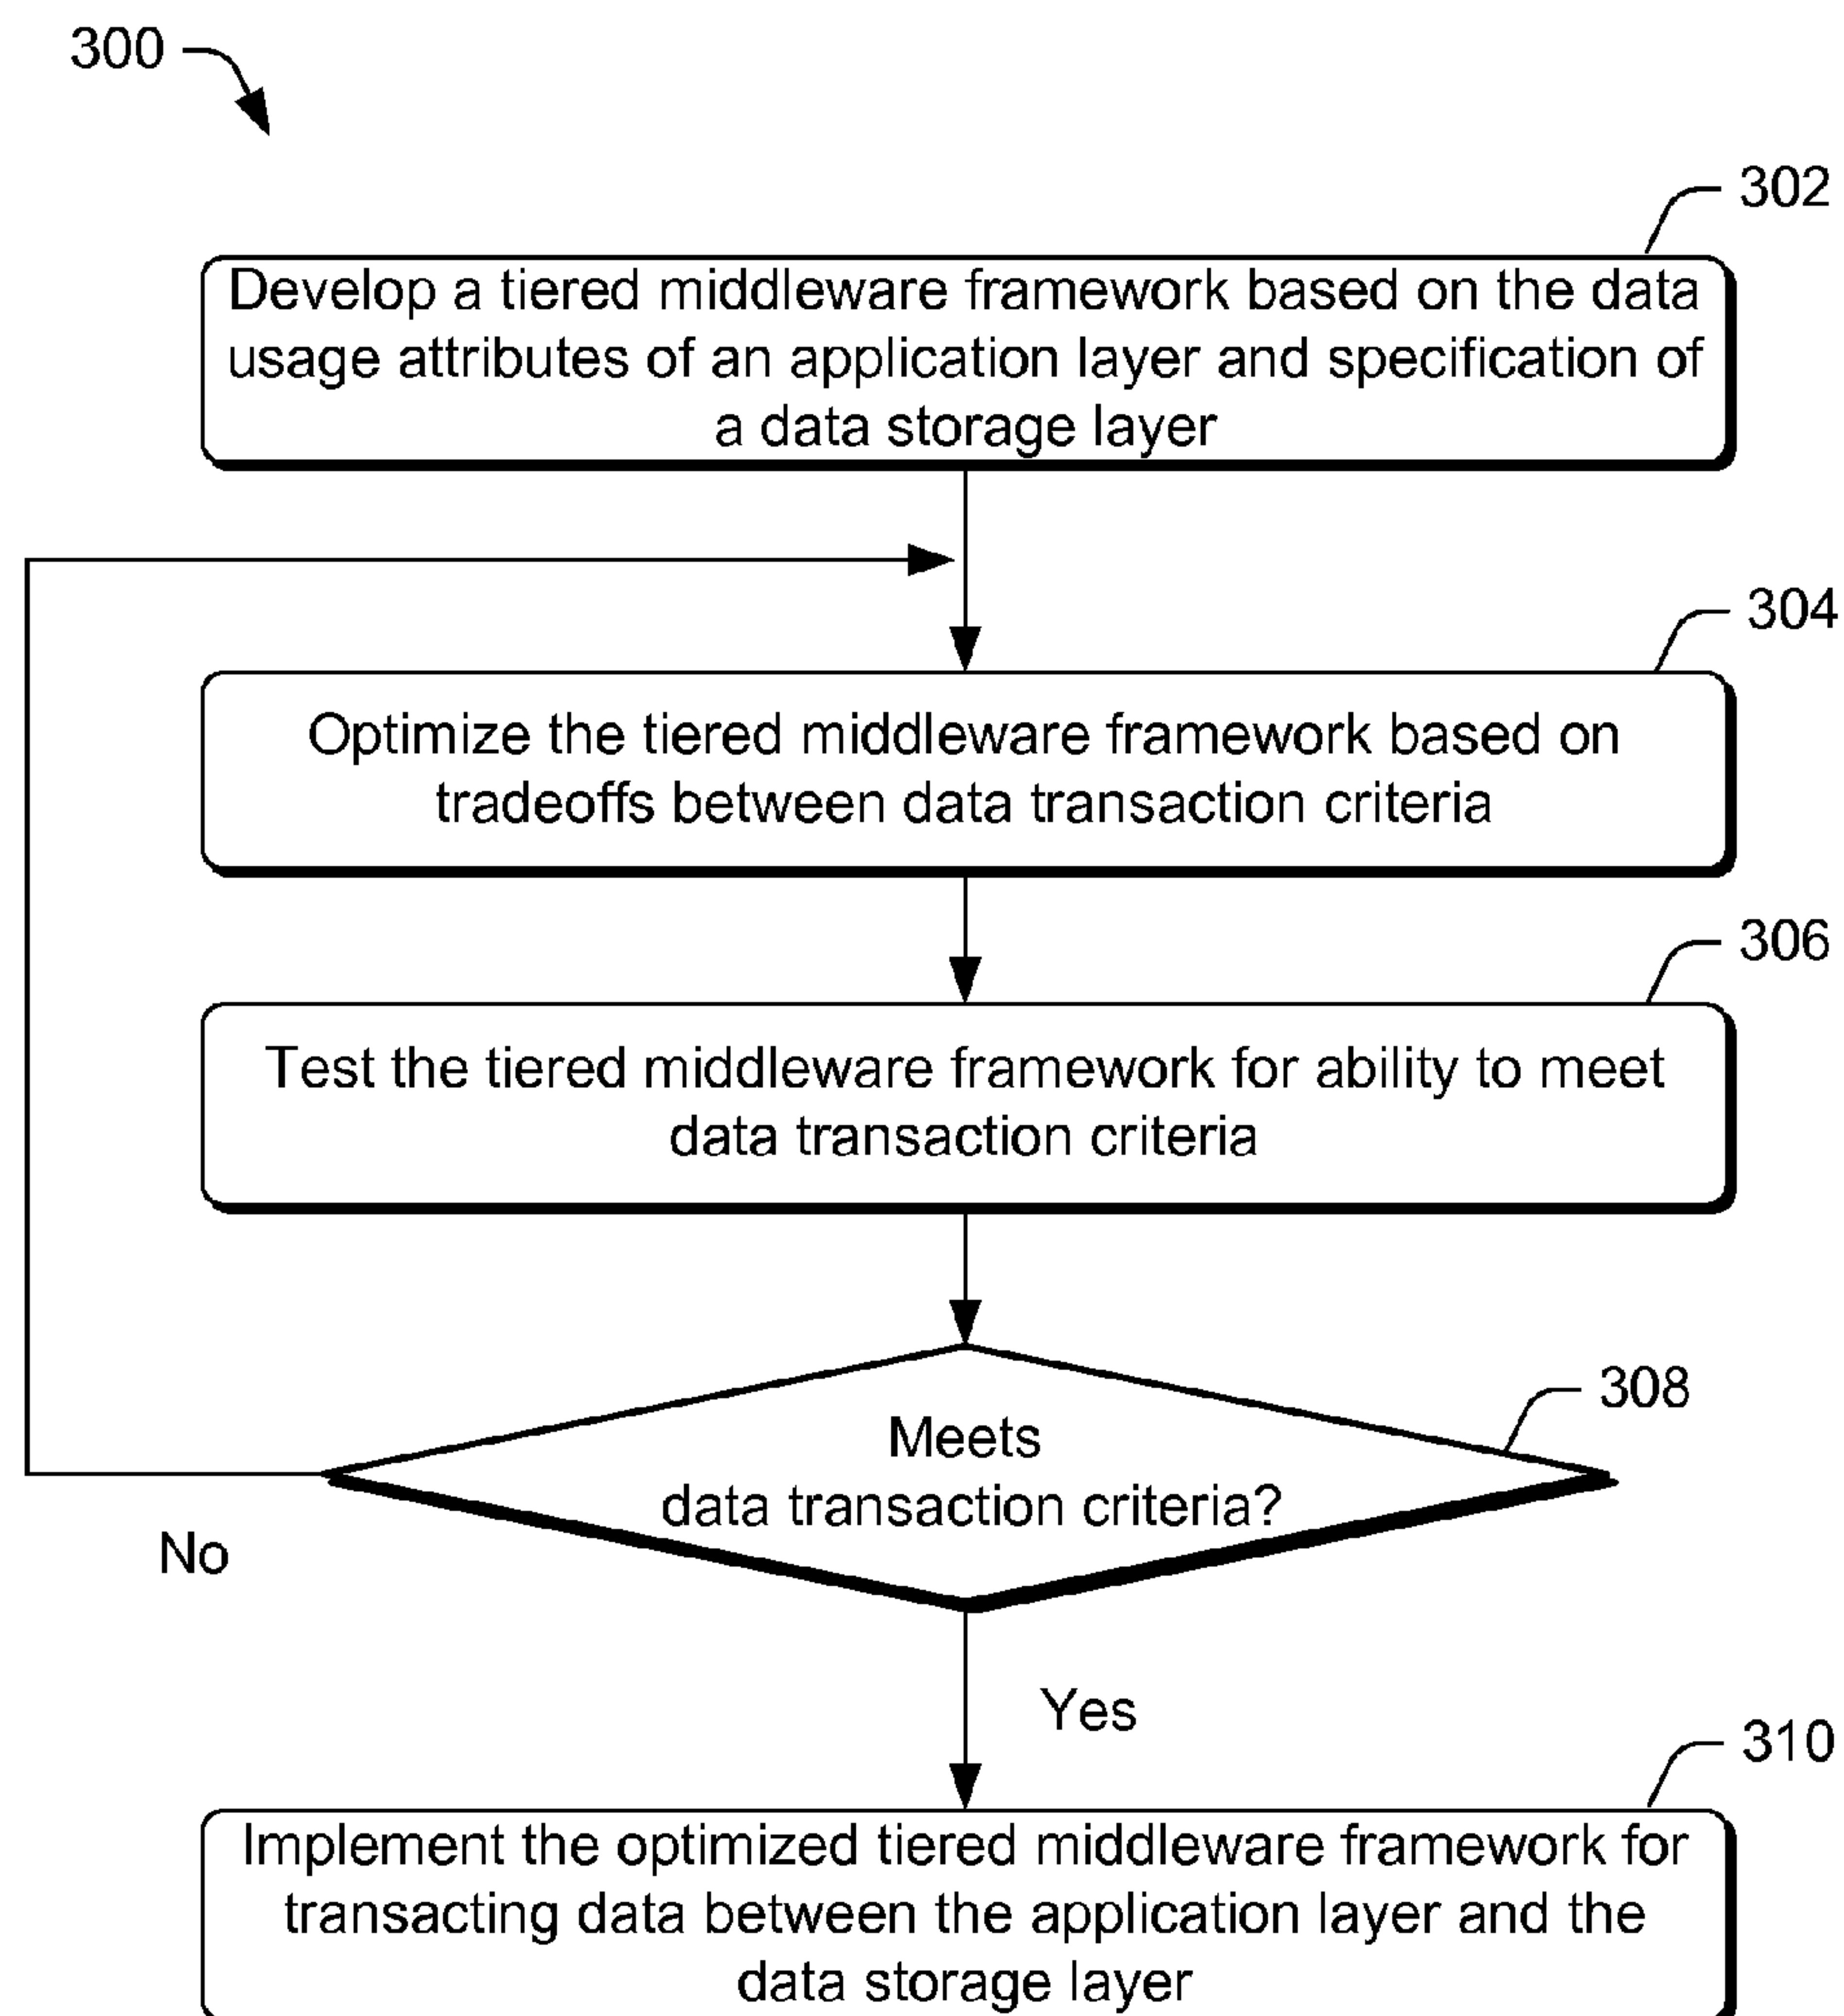 300
302
Develop a tiered middleware framework based on the data
usage attributes of an application layer and specification of
a data storage layer
304
Optimize the tiered middleware framework based on
tradeoffs between data transaction criteria
306
Test the tiered middleware framework for ability to meet
data transaction criteria
308
Meets
data transaction criteria?
No
Yes
310
Implement the optimized tiered middleware framework for
transacting data between the application layer and the
data storage layer